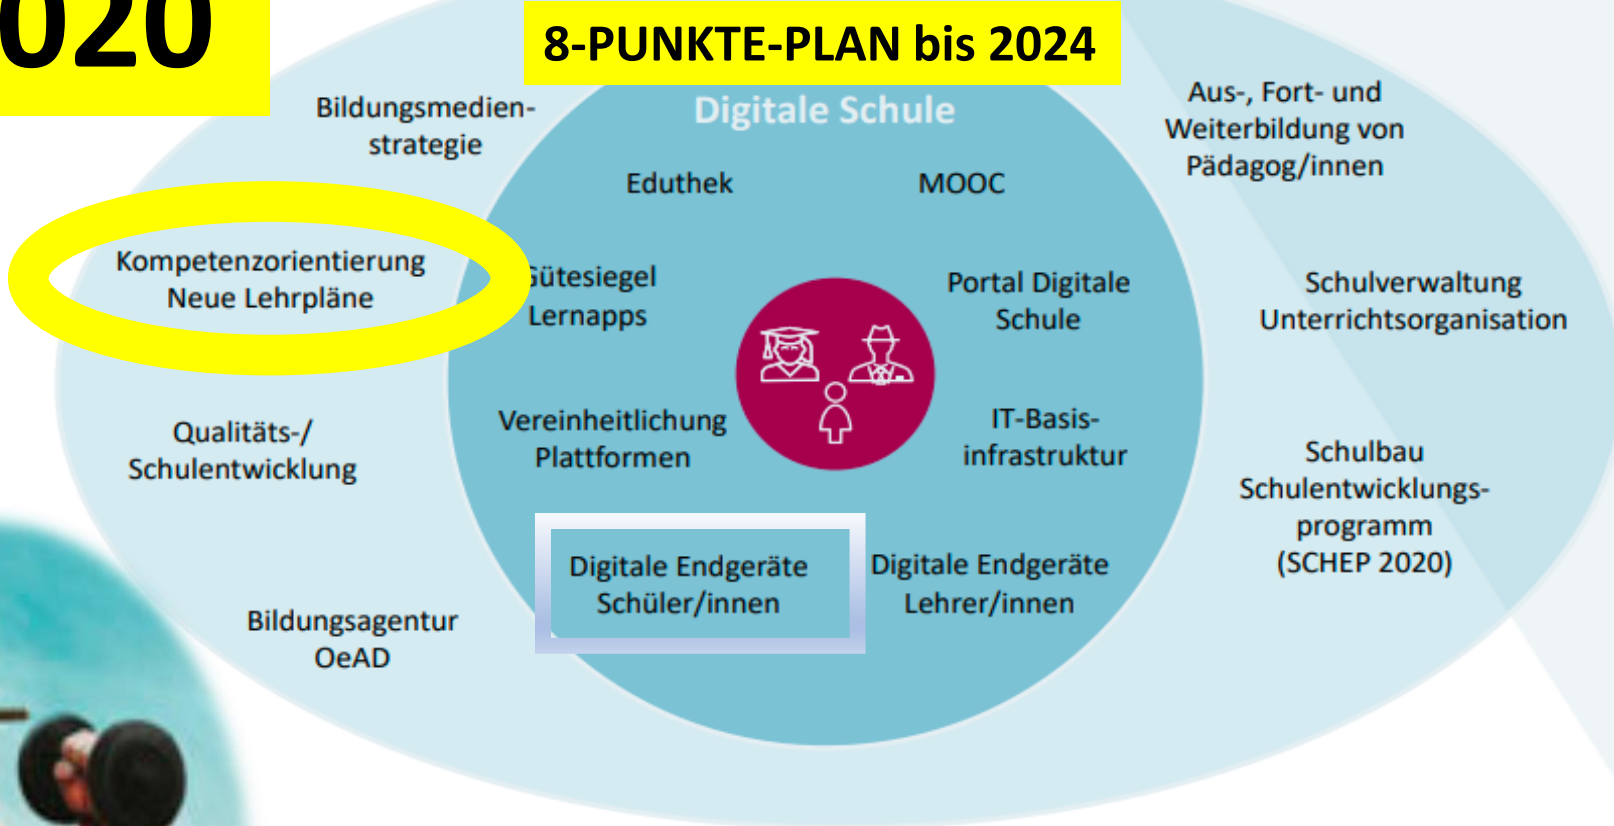 020
8-PUNKTE-PLAN bis 2024
Digitale Schule
Bildungsmedien-
strategie
Kompetenzorientierung
Neue Lehrpläne
Qualitäts-/
Schulentwicklung
Bildungsagentur
OeAD
Eduthek
MOOC
Gütesiegel
Lernapps
Portal Digitale
Schule
Vereinheitlichung
Plattformen
IT-Basis-
infrastruktur
Digitale Endgeräte
Schüler/innen
Digitale Endgeräte
Lehrer/innen
Aus-, Fort- und
Weiterbildung von
Pädagog/innen
Schulverwaltung
Unterrichtsorganisation
Schulbau
Schulentwicklungs-
programm
(SCHEP 2020)